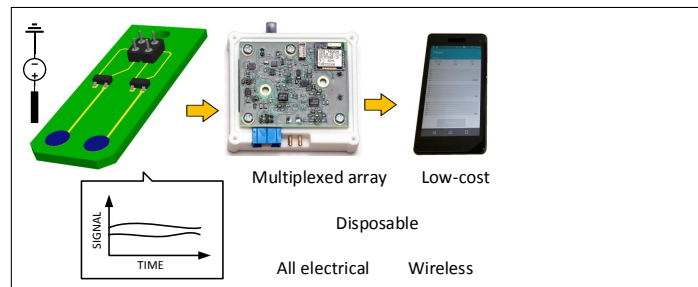 Multiplexed array
Low-cost
SIGNAL
Disposable
TIME
All electrical
Wireless